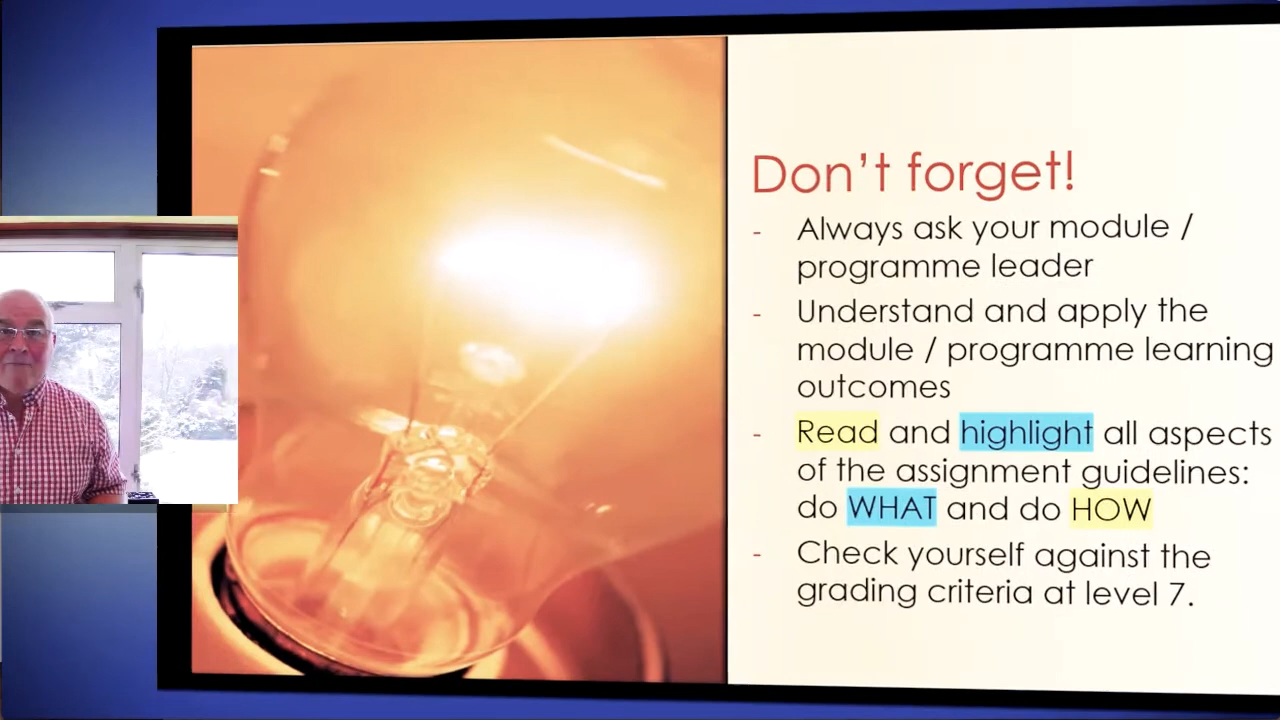 Don't forget!
- Always ask your module /
programme leader
- Understand and apply the
module / programme learning
outcomes
- Read and highlight all aspects
of the assignment guidelines:
do WHAT and do HOW
- Check yourself against the
grading criteria at level 7.